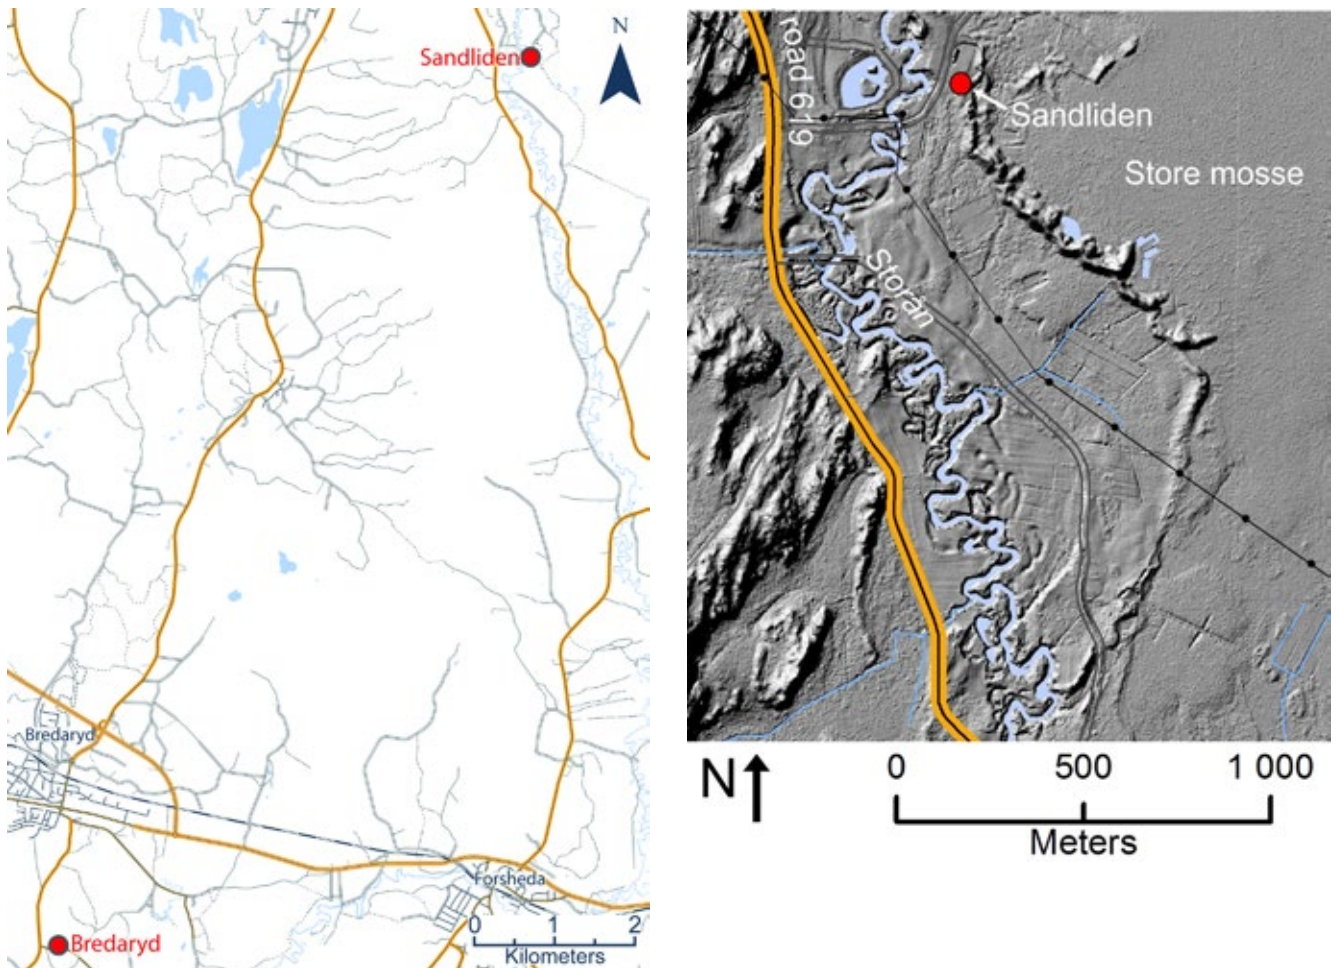 Sandliden
N
Bredaryd
Forsheda
Bredaryd
0 1 2
Kilometers
road 619
Sandliden
Store mosse
Storån
N
0 500 1 000
Meters